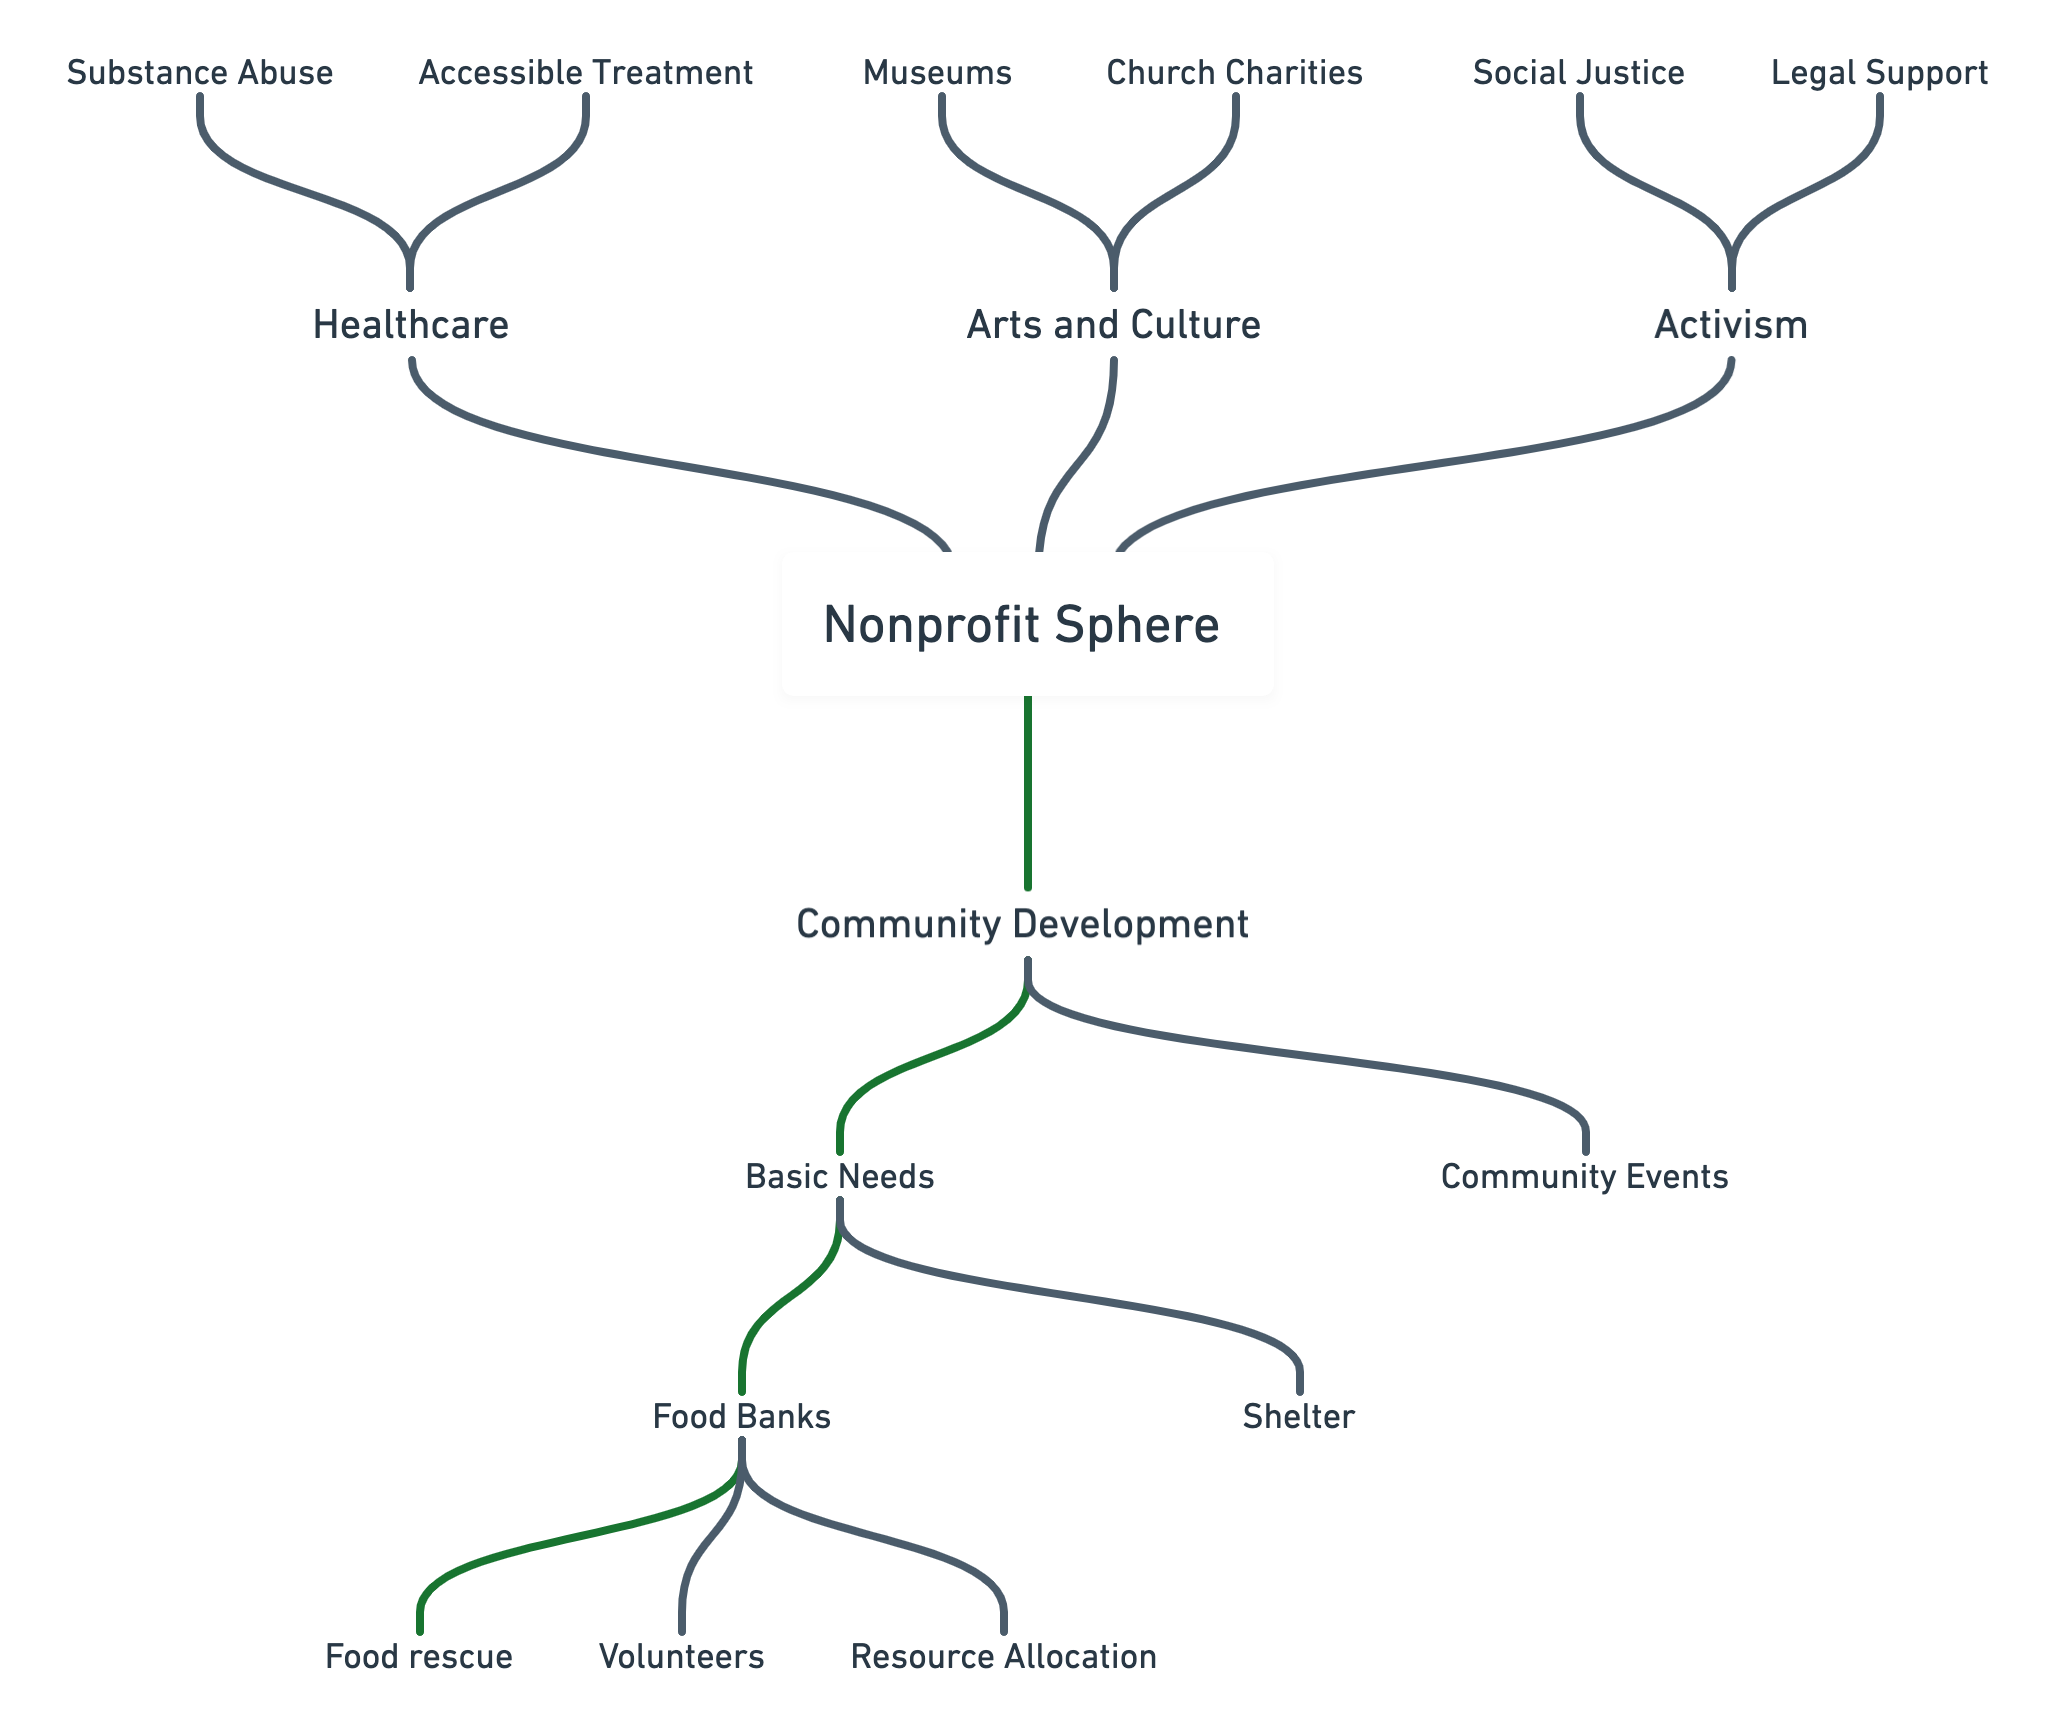 Substance Abuse
Accessible Treatment
Museums
Church Charities
Social Justice
Legal Support
Healthcare
Arts and Culture
Activism
Nonprofit Sphere
Community Development
Basic Needs
Community Events
Food Banks
Shelter
Food rescue
Volunteers
Resource Allocation